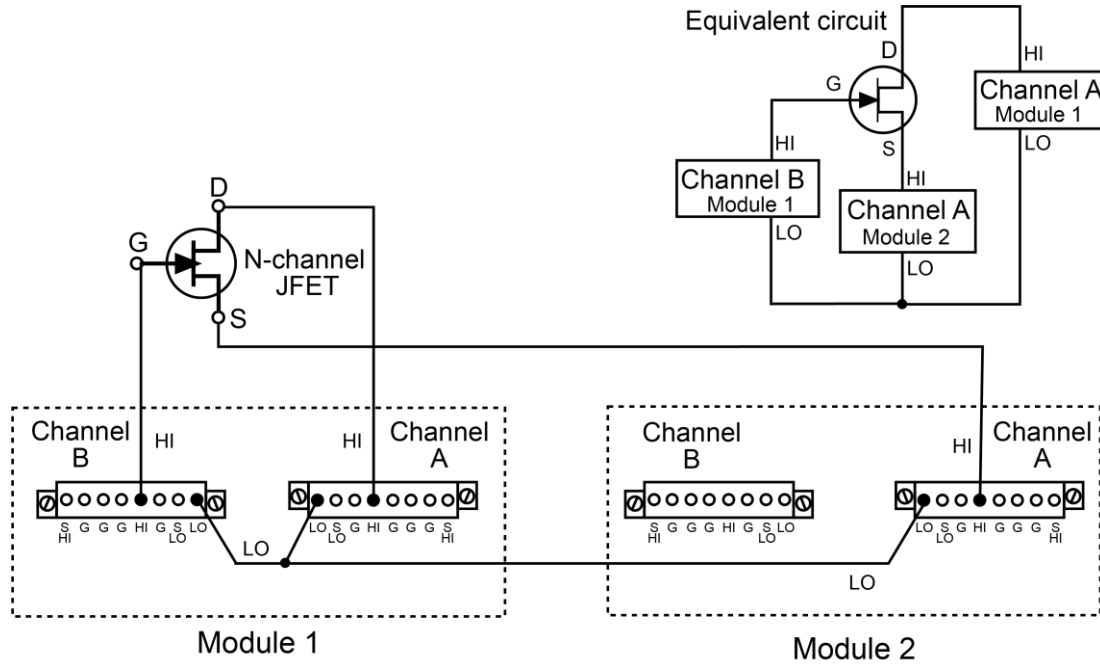 Equivalent circuit
D
HI
G
Channel A
Module 1
HI
S
LO
Channel B
Module 1
HI
Channel A
Module 2
LO
LO
D
G
N-channel
JFET
S
Channel
B
HI
HI
Channel
A
S
HI
G G G HI G
S
LO
LO
LO
S
LO
G HI G G G
S
HI
LO
Module 1
Channel
B
HI
Channel
A
S
HI
G G G HI G
S
LO
LO
LO
S
LO
G HI G G G
S
HI
LO
Module 2